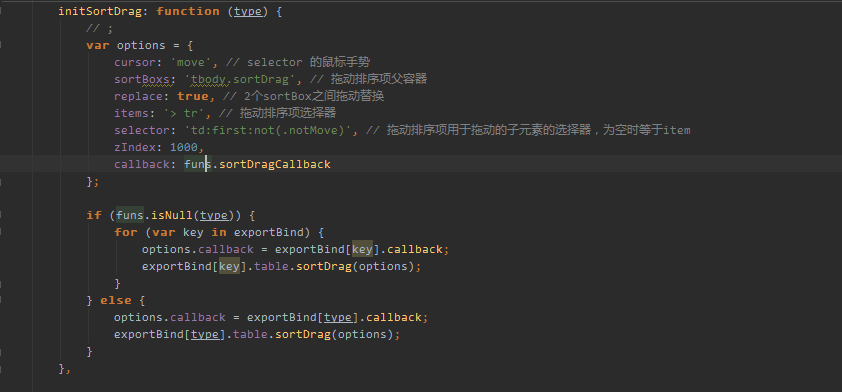 initSortDrag: function (type) {
// ;
var options = {
cursor: 'move', // selector 的鼠标手势
sortBoxs: 'tbody.sortDrag', // 拖动排序项父容器
replace: true, // 2个sortBox之间拖动替换
items: '> tr', // 拖动排序项选择器
selector: 'td:first:not(.notMove)', // 拖动排序项用于拖动的子元素的选择器，为空时等于item
zIndex: 1000,
callback: funs.sortDragCallback
};
if (funs.isNull(type)) {
for (var key in exportBind) {
options.callback = exportBind[key].callback;
exportBind[key].table.sortDrag(options);
}
} else {
options.callback = exportBind[type].callback;
exportBind[type].table.sortDrag(options);
}
},